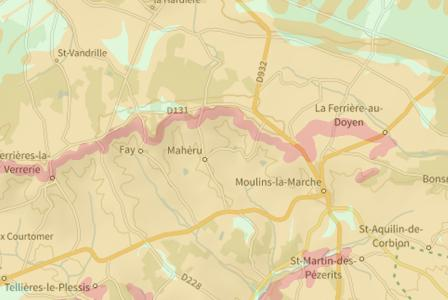 la Hardière
St-Vandrille
D932
D131
La Ferrière-au-
Doyen
errières-la-
Verrerie
Fay
Mahéru
Moulins-la-Marche
Bons
x Courtomer
St-Aquilin-de-
Corbion
St-Martin-des-
Pézerits
D228
Tellières-le-Plessis